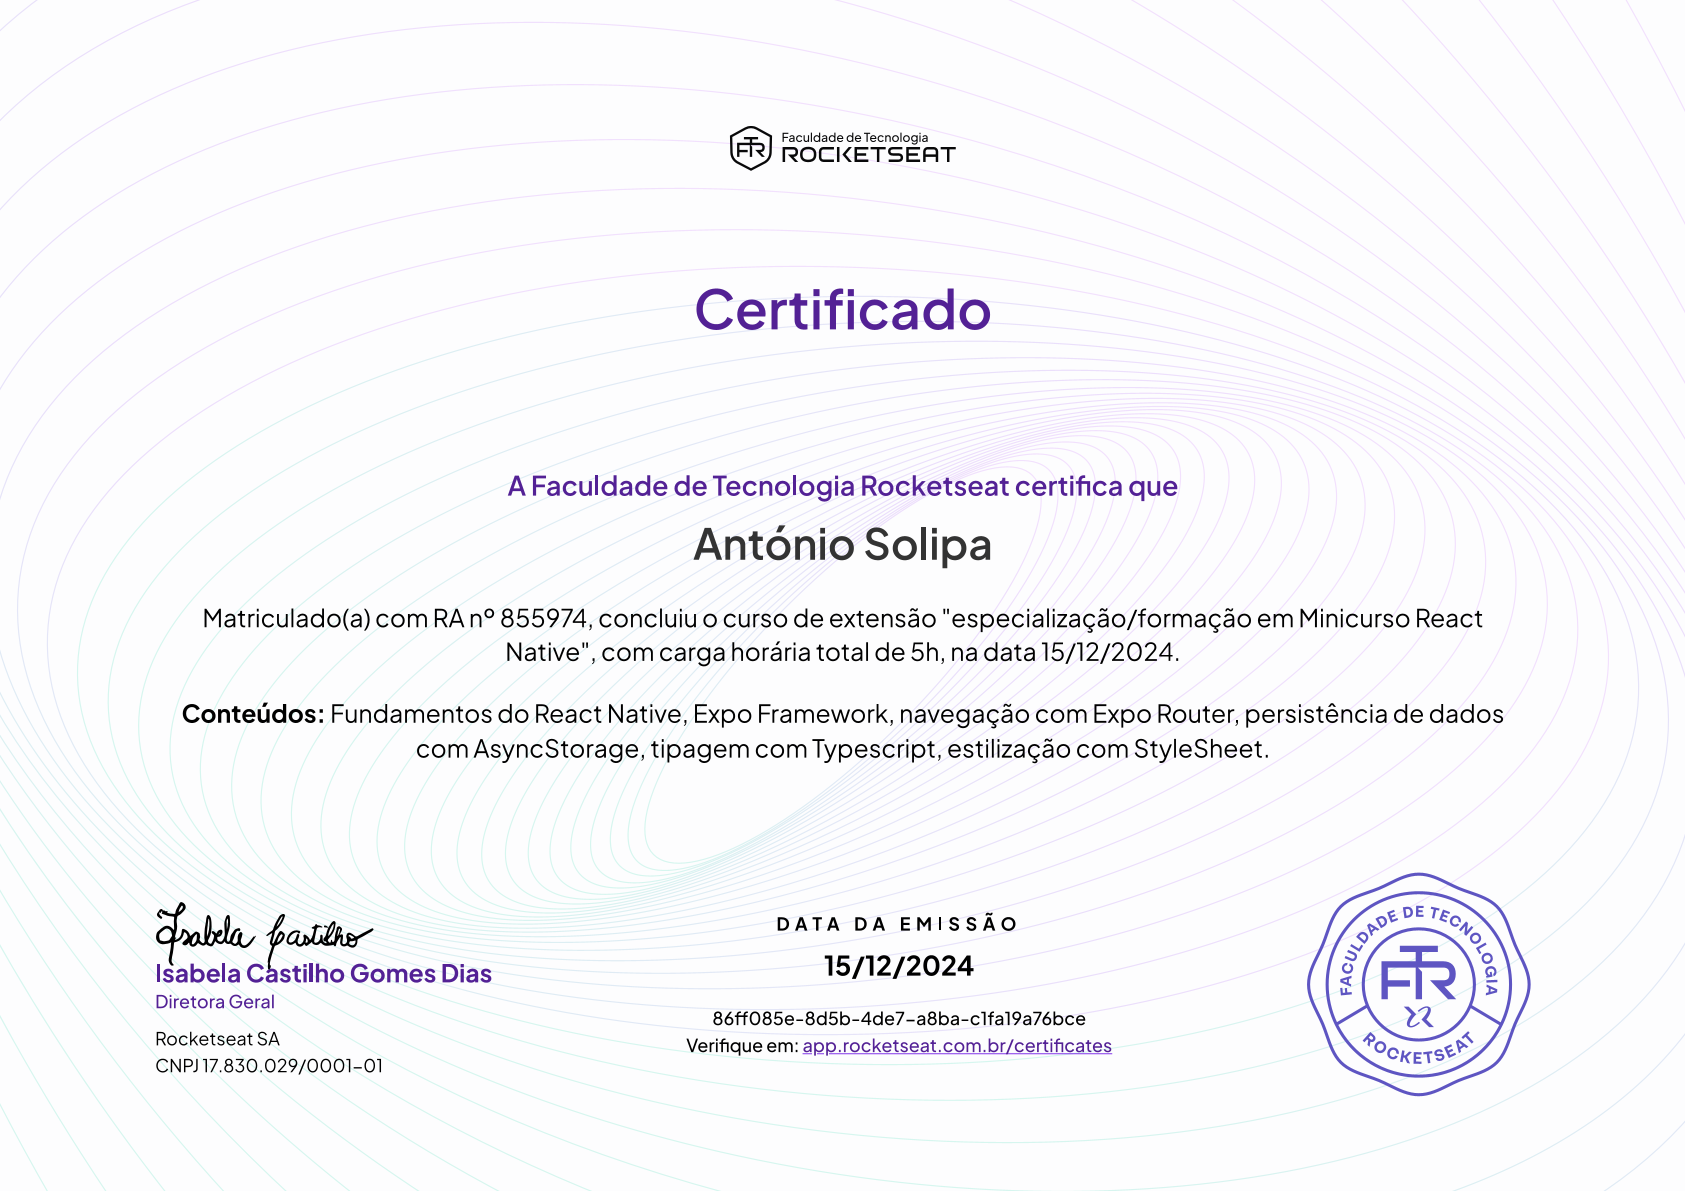 Faculdade de Tecnologia
ROCKETSEAT
Certificado
A Faculdade de Tecnologia Rocketseat certifica que
António Solipa
Matriculado(a) com RA nº 855974, concluiu o curso de extensão "especialização/formação em Minicurso React
Native", com carga horária total de 5h, na data 15/12/2024.
Conteúdos: Fundamentos do React Native, Expo Framework, navegação com Expo Router, persistência de dados
com AsyncStorage, tipagem com Typescript, estilização com StyleSheet.
Isabela Castilho
Isabela Castilho Gomes Dias
Diretora Geral
Rocketseat SA
CNPJ 17.830.029/0001-01
DATA DA EMISSÃO
15/12/2024
86ff085e-8d5b-4de7-a8ba-c1fa19a76bce
Verifique em: app.rocketseat.com.br/certificates
FACULDADE DE TECNOLOGIA
FTR
ROCKETSEAT